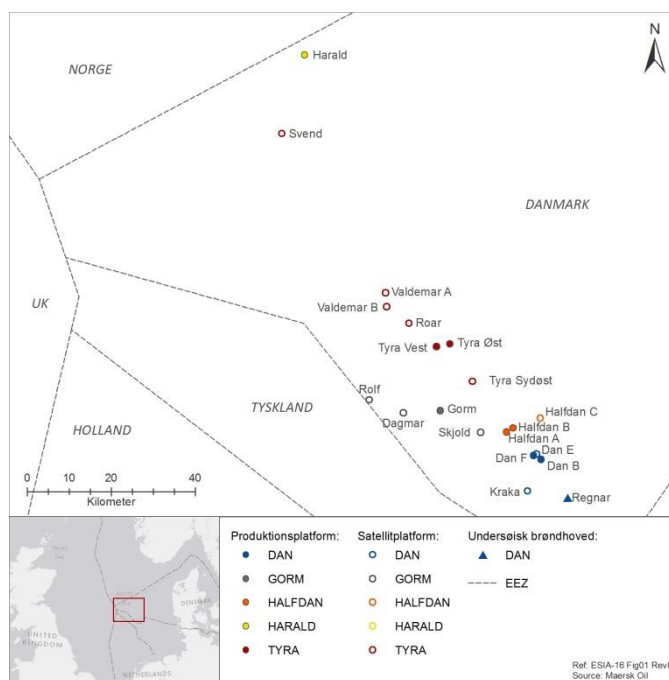 N
NORGE
Harald
Svend
DANMARK
UK
Valdemar A
Valdemar B
Roar
Tyra Vest
Tyra Øst
Tyra Sydøst
TYSKLAND
Rolf
Dagmar
Gorm
Halfdan C
HOLLAND
Skjold
Halfdan B
Halfdan A
Dan E
Dan F
Dan B
0 10 20 40
Kilometer
Kraka
Regnar
Produktionsplatform:
DAN
GORM
HALFDAN
HARALD
TYRA
Satellitplatform:
DAN
GORM
HALFDAN
HARALD
TYRA
Undersøisk brøndhoved:
DAN
EEZ
UNITED
KINGDOM
NETHERLANDS
Ref: ESIA-16 Fig01 Rev
Source: Maersk Oil